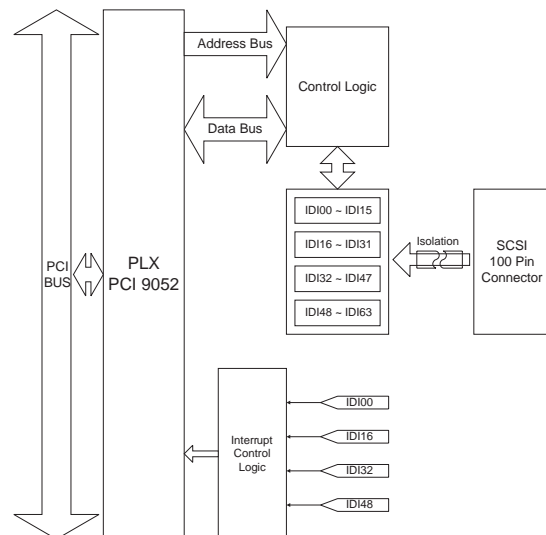 Address Bus
Control Logic
Data Bus
IDI00 ~ IDI15
IDI16 ~ IDI31
IDI32 ~ IDI47
IDI48 ~ IDI63
Isolation
SCSI
100 Pin
Connector
PCI
BUS
PLX
PCI 9052
Interrupt
Control
Logic
IDI00
IDI16
IDI32
IDI48